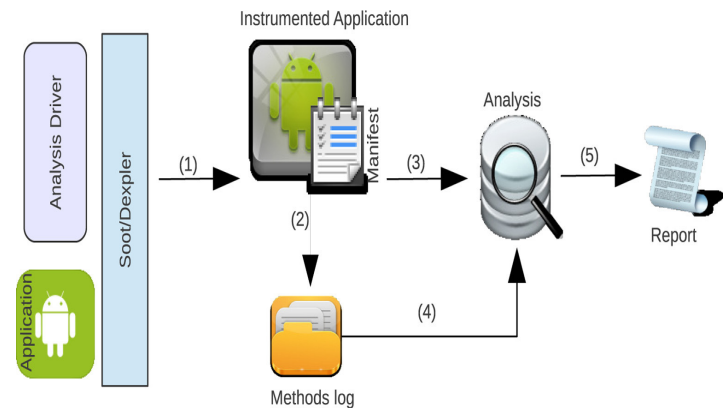 Instrumented Application
Analysis Driver
Soot/Dexpler
Application
(1)
Manifest
(2)
(3)
Analysis
(5)
Report
(4)
Methods log